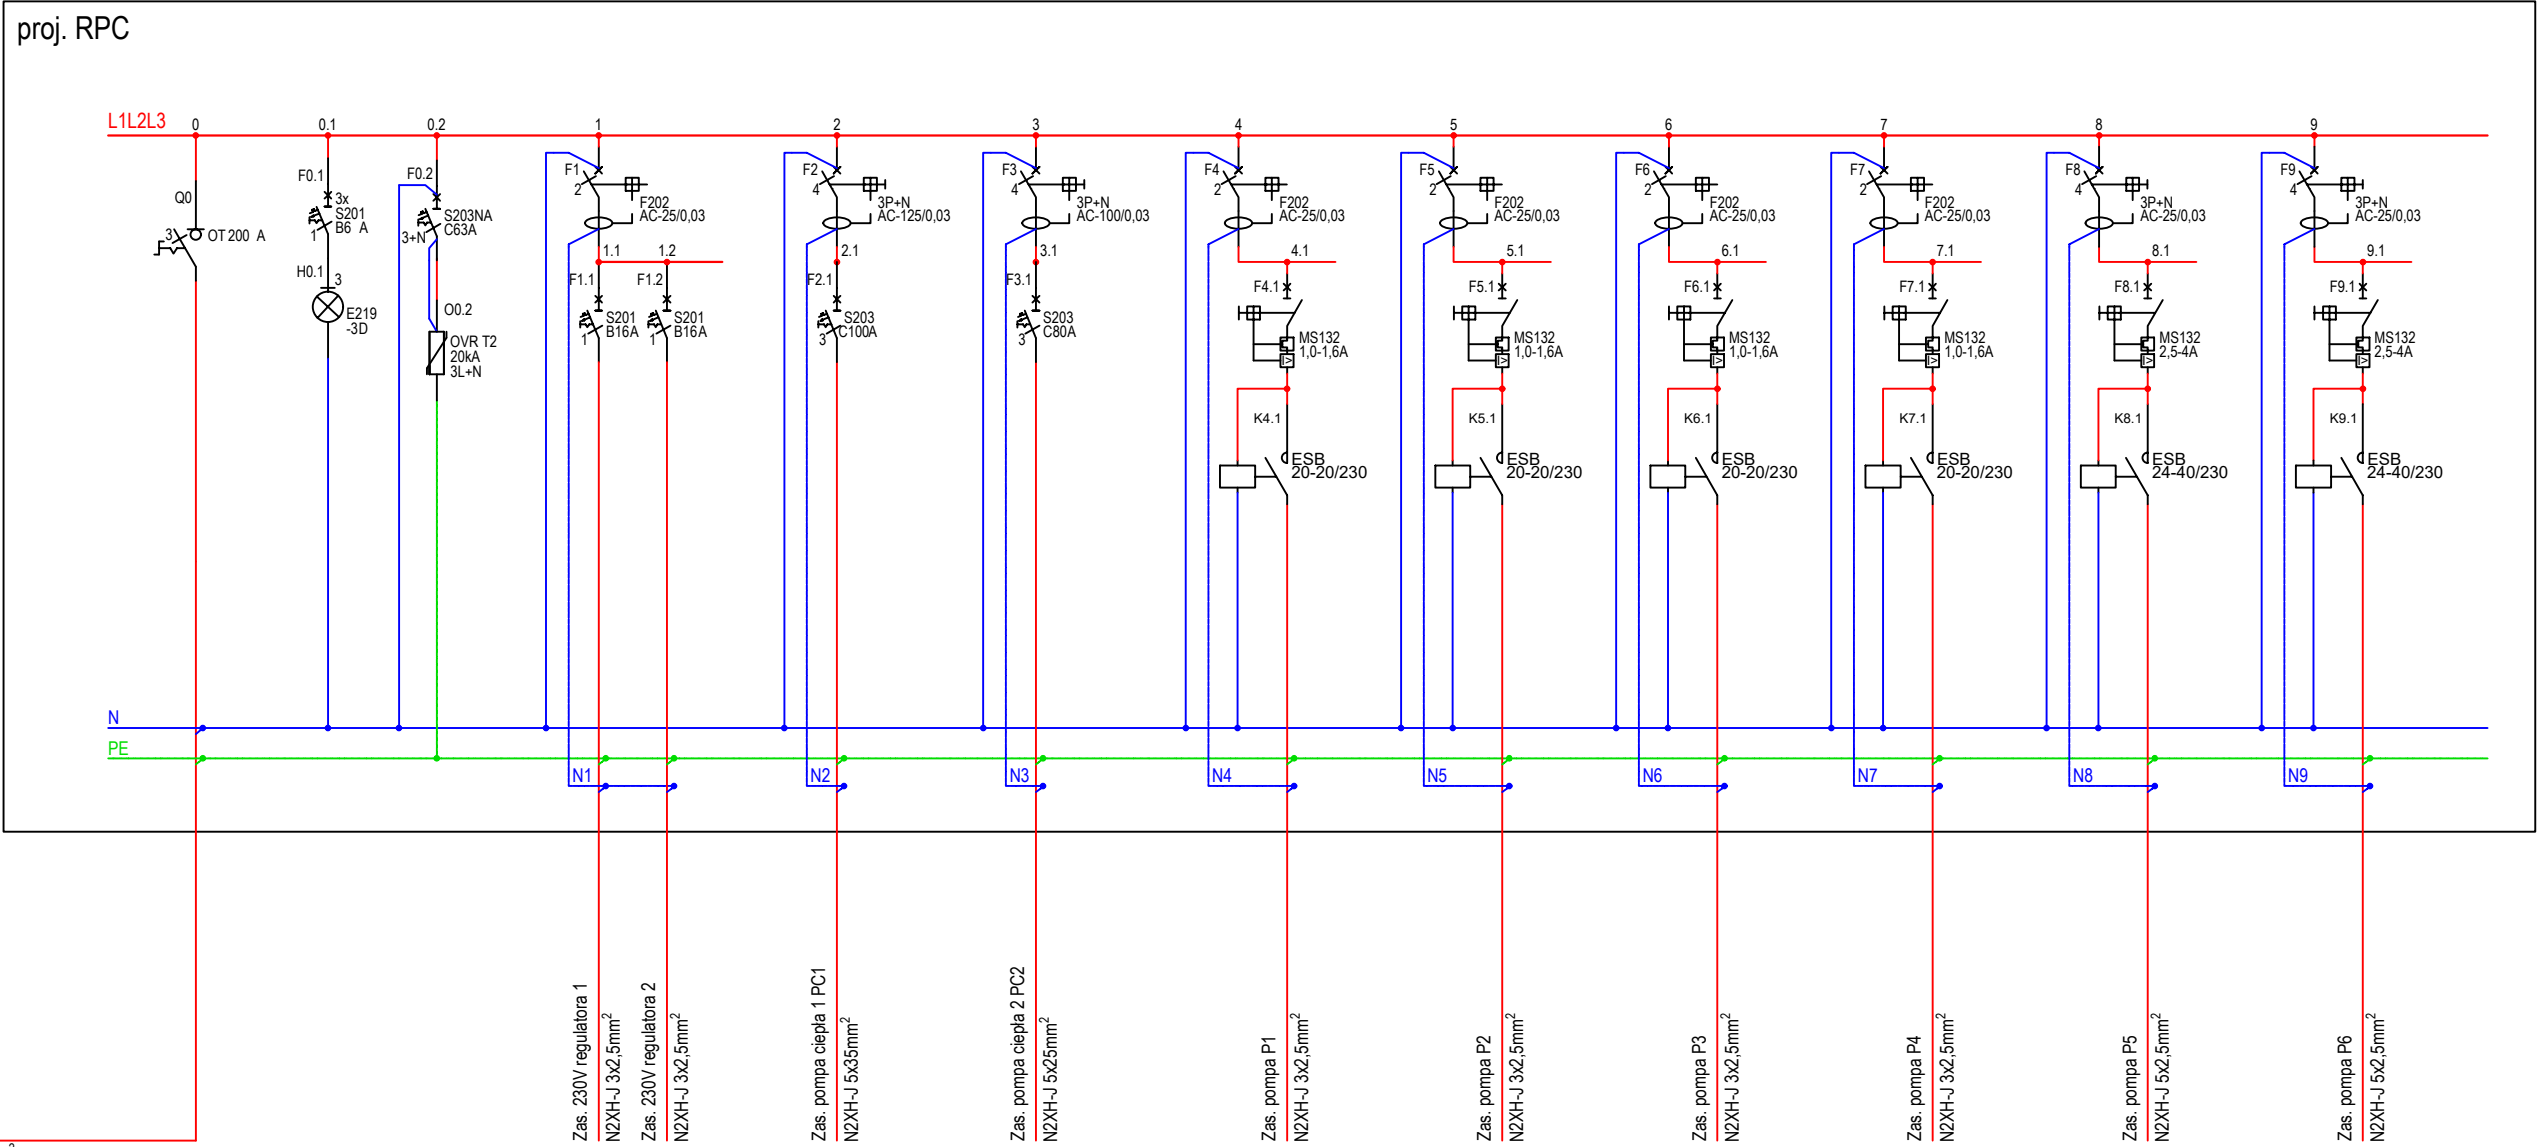 proj. RPC
L1L2L3
0
0.1
0.2
1
2
3
4
5
6
7
8
9
Q0
3
OT 200 A
F0.1
3x
S201
B6 A
1
H0.1
3
E219
-3D
F0.2
S203NA
C63A
3+N
O0.2
OVR T2
20kA
3L+N
F1
2
F202
AC-25/0,03
1.1
1.2
F1.1
S201
B16A
1
F1.2
S201
B16A
1
F2
4
3P+N
AC-125/0,03
2.1
F2.1
S203
C100A
3
F3
4
3P+N
AC-100/0,03
3.1
F3.1
S203
C80A
3
F4
2
F202
AC-25/0,03
4.1
F4.1
MS132
1,0-1,6A
K4.1
ESB
20-20/230
F5
2
F202
AC-25/0,03
5.1
F5.1
MS132
1,0-1,6A
K5.1
ESB
20-20/230
F6
2
F202
AC-25/0,03
6.1
F6.1
MS132
1,0-1,6A
K6.1
ESB
20-20/230
F7
2
F202
AC-25/0,03
7.1
F7.1
MS132
1,0-1,6A
K7.1
ESB
20-20/230
F8
4
3P+N
AC-25/0,03
8.1
F8.1
MS132
2,5-4A
K8.1
ESB
24-40/230
F9
4
3P+N
AC-25/0,03
9.1
F9.1
MS132
2,5-4A
K9.1
ESB
24-40/230
N
PE
N1
N2
N3
N4
N5
N6
N7
N8
N9
Zas. 230V regulatora 1
N2XH-J 3x2,5mm²
Zas. 230V regulatora 2
N2XH-J 3x2,5mm²
Zas. pompa ciepła 1 PC1
N2XH-J 5x35mm²
Zas. pompa ciepła 2 PC2
N2XH-J 5x25mm²
Zas. pompa P1
N2XH-J 3x2,5mm²
Zas. pompa P2
N2XH-J 3x2,5mm²
Zas. pompa P3
N2XH-J 3x2,5mm²
Zas. pompa P4
N2XH-J 3x2,5mm²
Zas. pompa P5
N2XH-J 5x2,5mm²
Zas. pompa P6
N2XH-J 5x2,5mm²